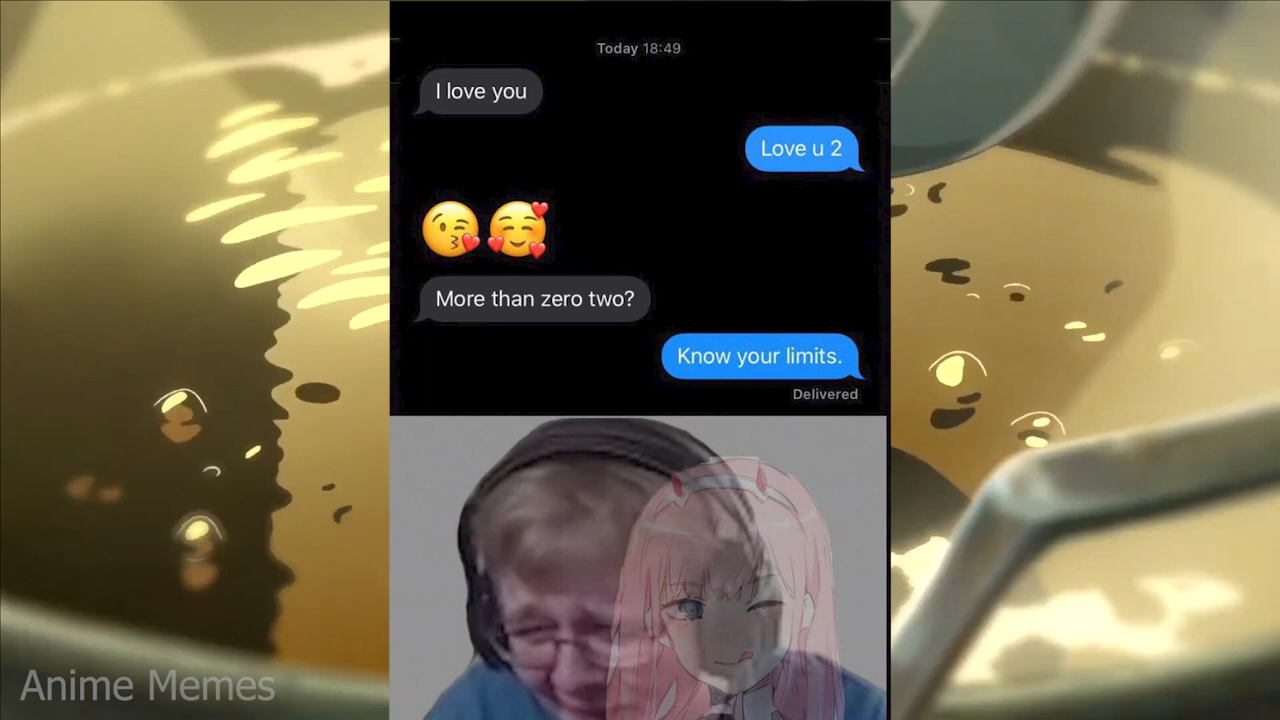 Today 18:49
I love you
Love u 2
😘🥰
More than zero two?
Know your limits.
Delivered
Anime Memes